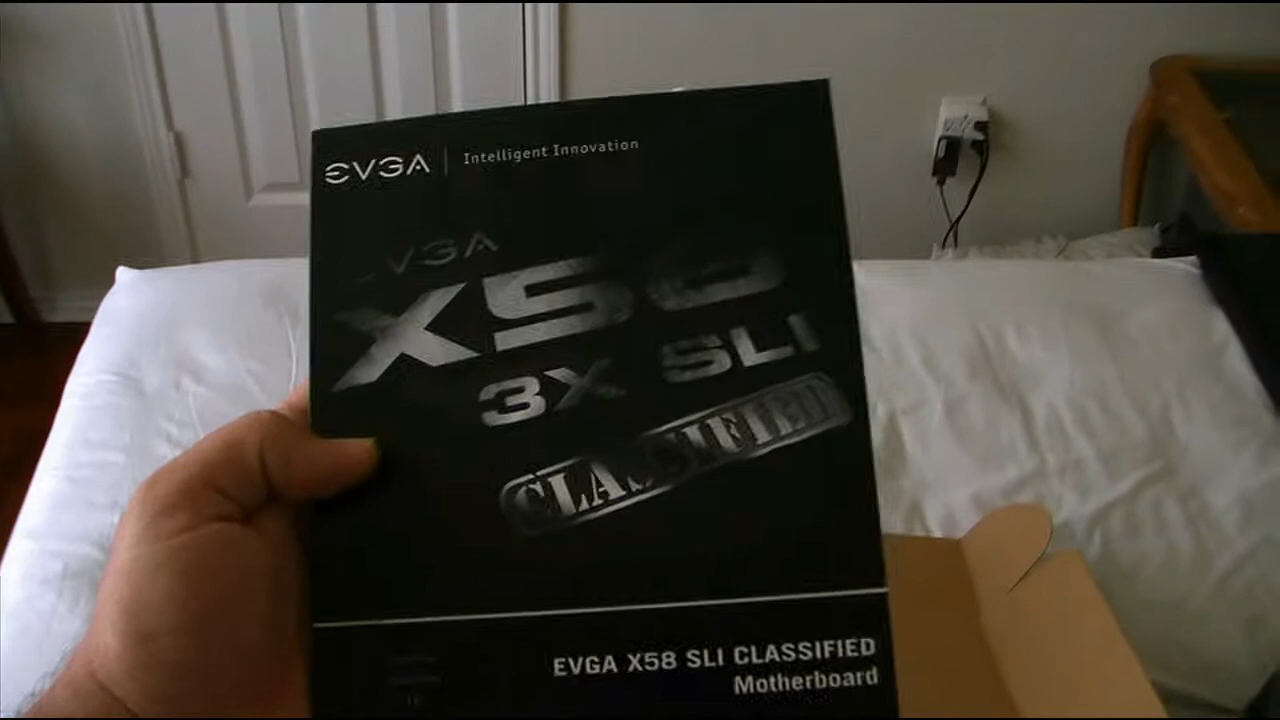 EVGA | Intelligent Innovation
EVGA
X58
3X SLI
CLASSIFIED
EVGA X58 SLI CLASSIFIED
Motherboard